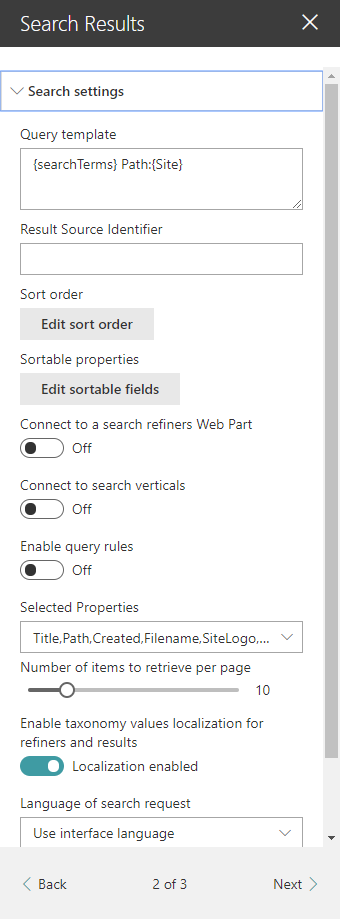 Search Results
Search settings
Query template
{searchTerms} Path:{Site}
Result Source Identifier
Sort order
Edit sort order
Sortable properties
Edit sortable fields
Connect to a search refiners Web Part
Off
Connect to search verticals
Off
Enable query rules
Off
Selected Properties
Title,Path,Created,Filename,SiteLogo,...
Number of items to retrieve per page
10
Enable taxonomy values localization for
refiners and results
Localization enabled
Language of search request
Use interface language
Back 2 of 3 Next